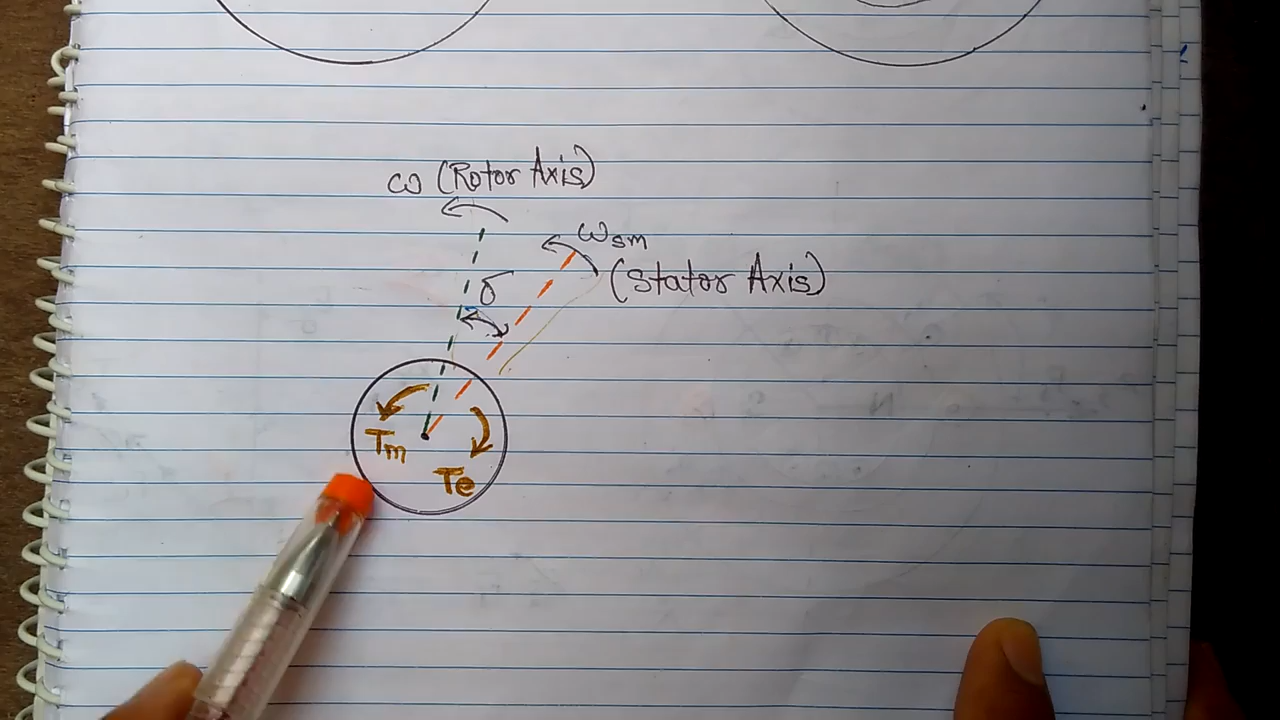 ω (Rotor Axis)
ωsm
(Stator Axis)
δ
Tm
Te